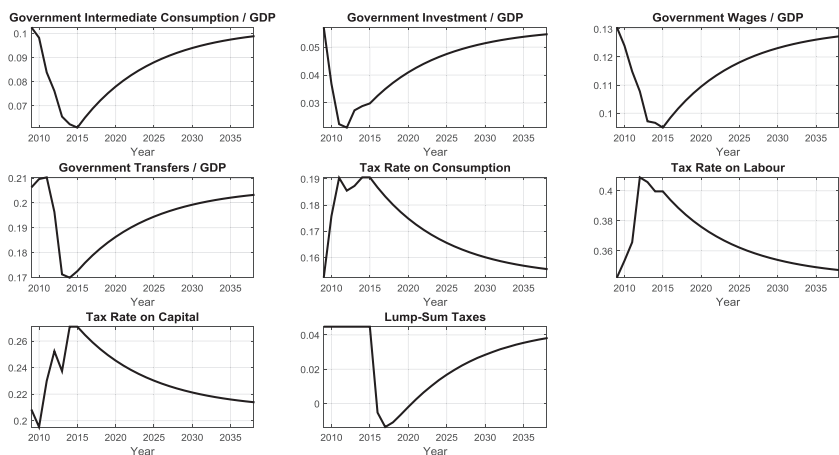 Government Intermediate Consumption / GDP
0.1
0.09
0.08
0.07
2010 2015 2020 2025 2030 2035
Year
Government Investment / GDP
0.05
0.04
0.03
2010 2015 2020 2025 2030 2035
Year
Government Wages / GDP
0.13
0.12
0.11
0.1
2010 2015 2020 2025 2030 2035
Year
Government Transfers / GDP
0.21
0.2
0.19
0.18
0.17
2010 2015 2020 2025 2030 2035
Year
Tax Rate on Consumption
0.19
0.18
0.17
0.16
2010 2015 2020 2025 2030 2035
Year
Tax Rate on Labour
0.4
0.38
0.36
2010 2015 2020 2025 2030 2035
Year
Tax Rate on Capital
0.26
0.24
0.22
0.2
2010 2015 2020 2025 2030 2035
Year
Lump-Sum Taxes
0.04
0.02
0
2010 2015 2020 2025 2030 2035
Year